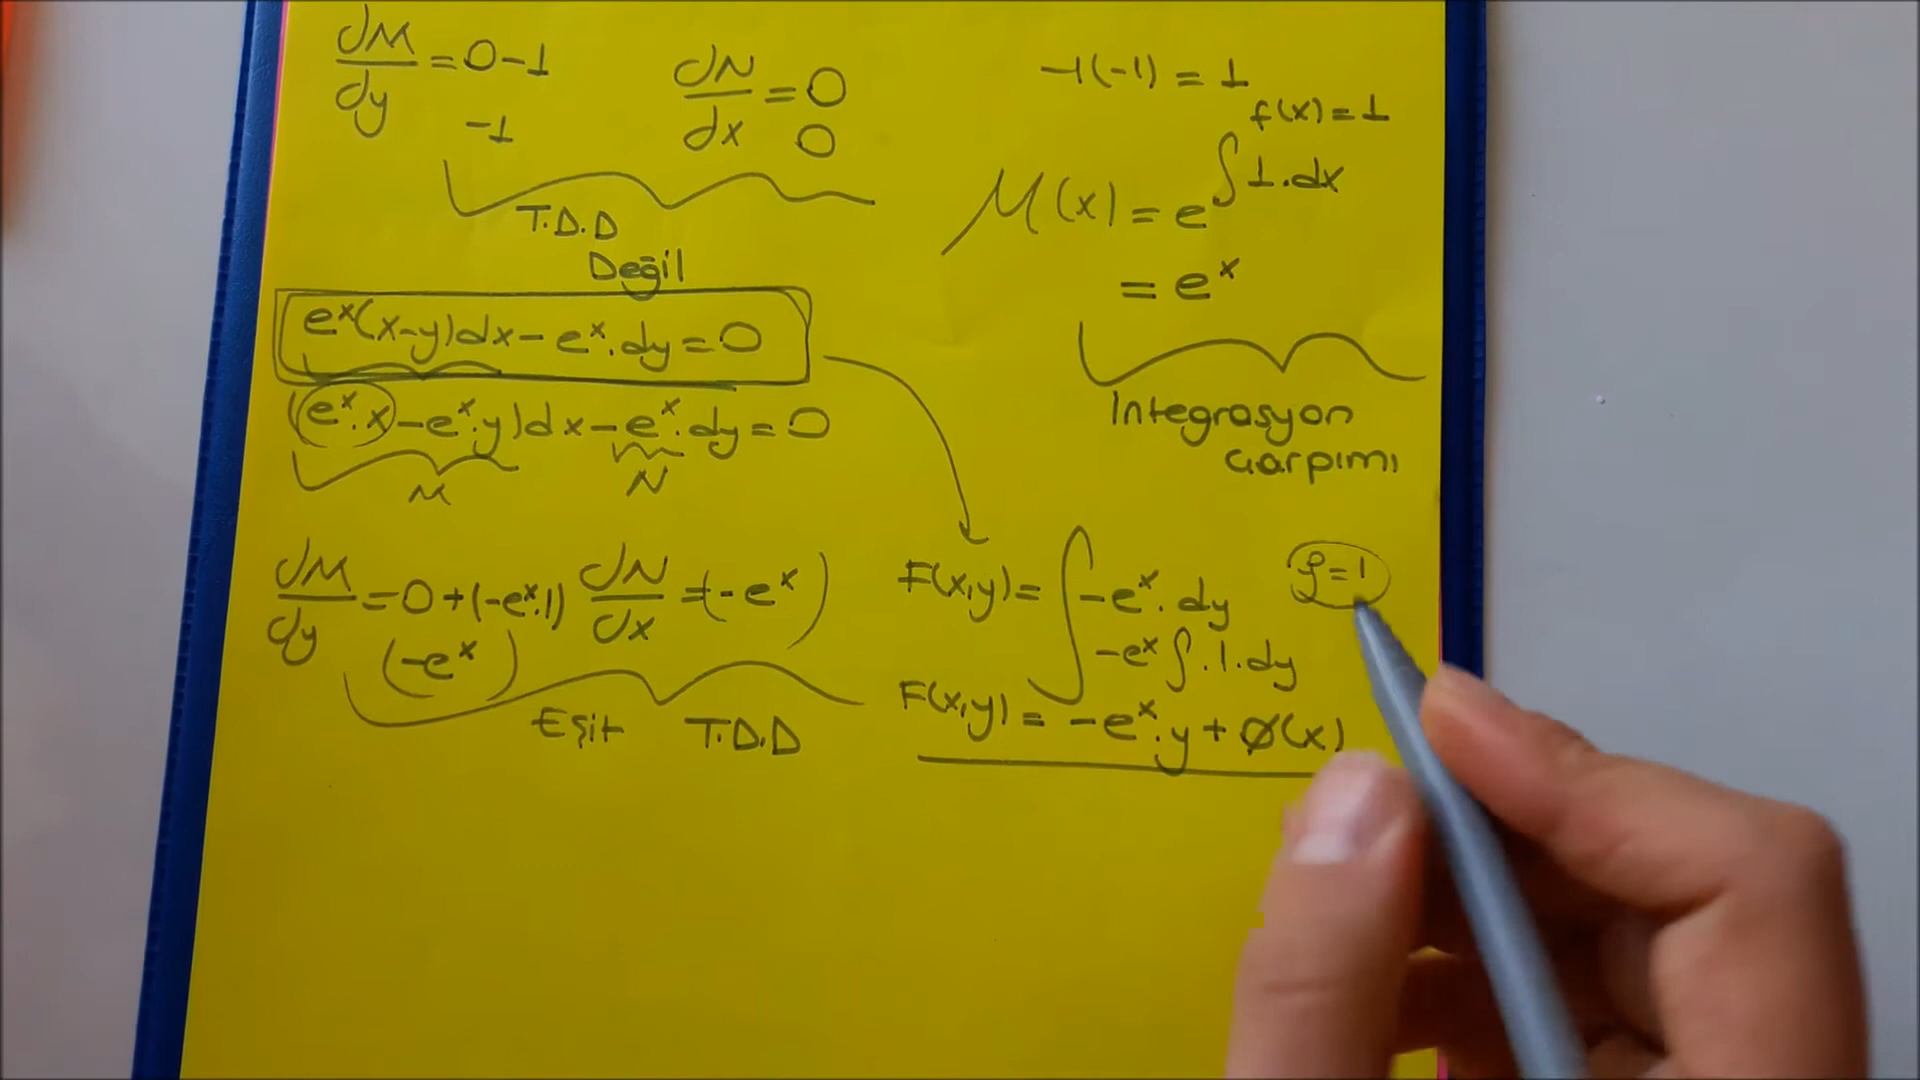 dM/dy = 0 - 1
-1
dN/dx = 0
0
T.D.D
Değil
-1(-1) = 1
f(x) = 1
M(x) = e^∫1.dx
= e^x
İntegrasyon
Çarpımı
e^x(x-y)dx - e^x.dy = 0
(e^x.x - e^x.y)dx - e^x.dy = 0
M N
dM/dy = 0 + (-e^x.1)
(-e^x)
dN/dx = (-e^x)
Eşit T.D.D
F(x,y) = ∫ -e^x.dy
-e^x ∫.1.dy
F(x,y) = -e^x.y + Ø(x)